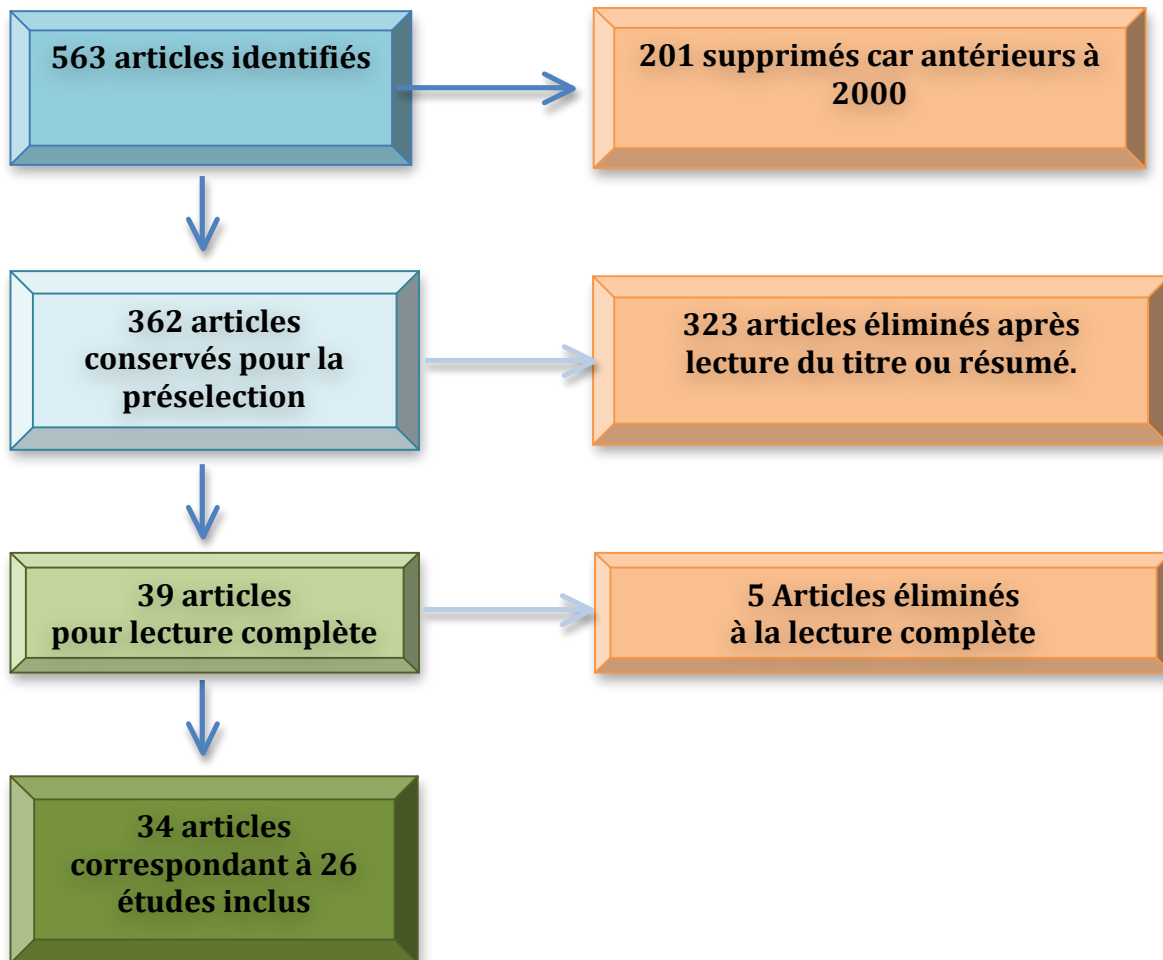 563 articles identifiés
201 supprimés car antérieurs à
2000
362 articles
conservés pour la
préselection
323 articles éliminés après
lecture du titre ou résumé.
39 articles
pour lecture complète
5 Articles éliminés
à la lecture complète
34 articles
correspondant à 26
études inclus